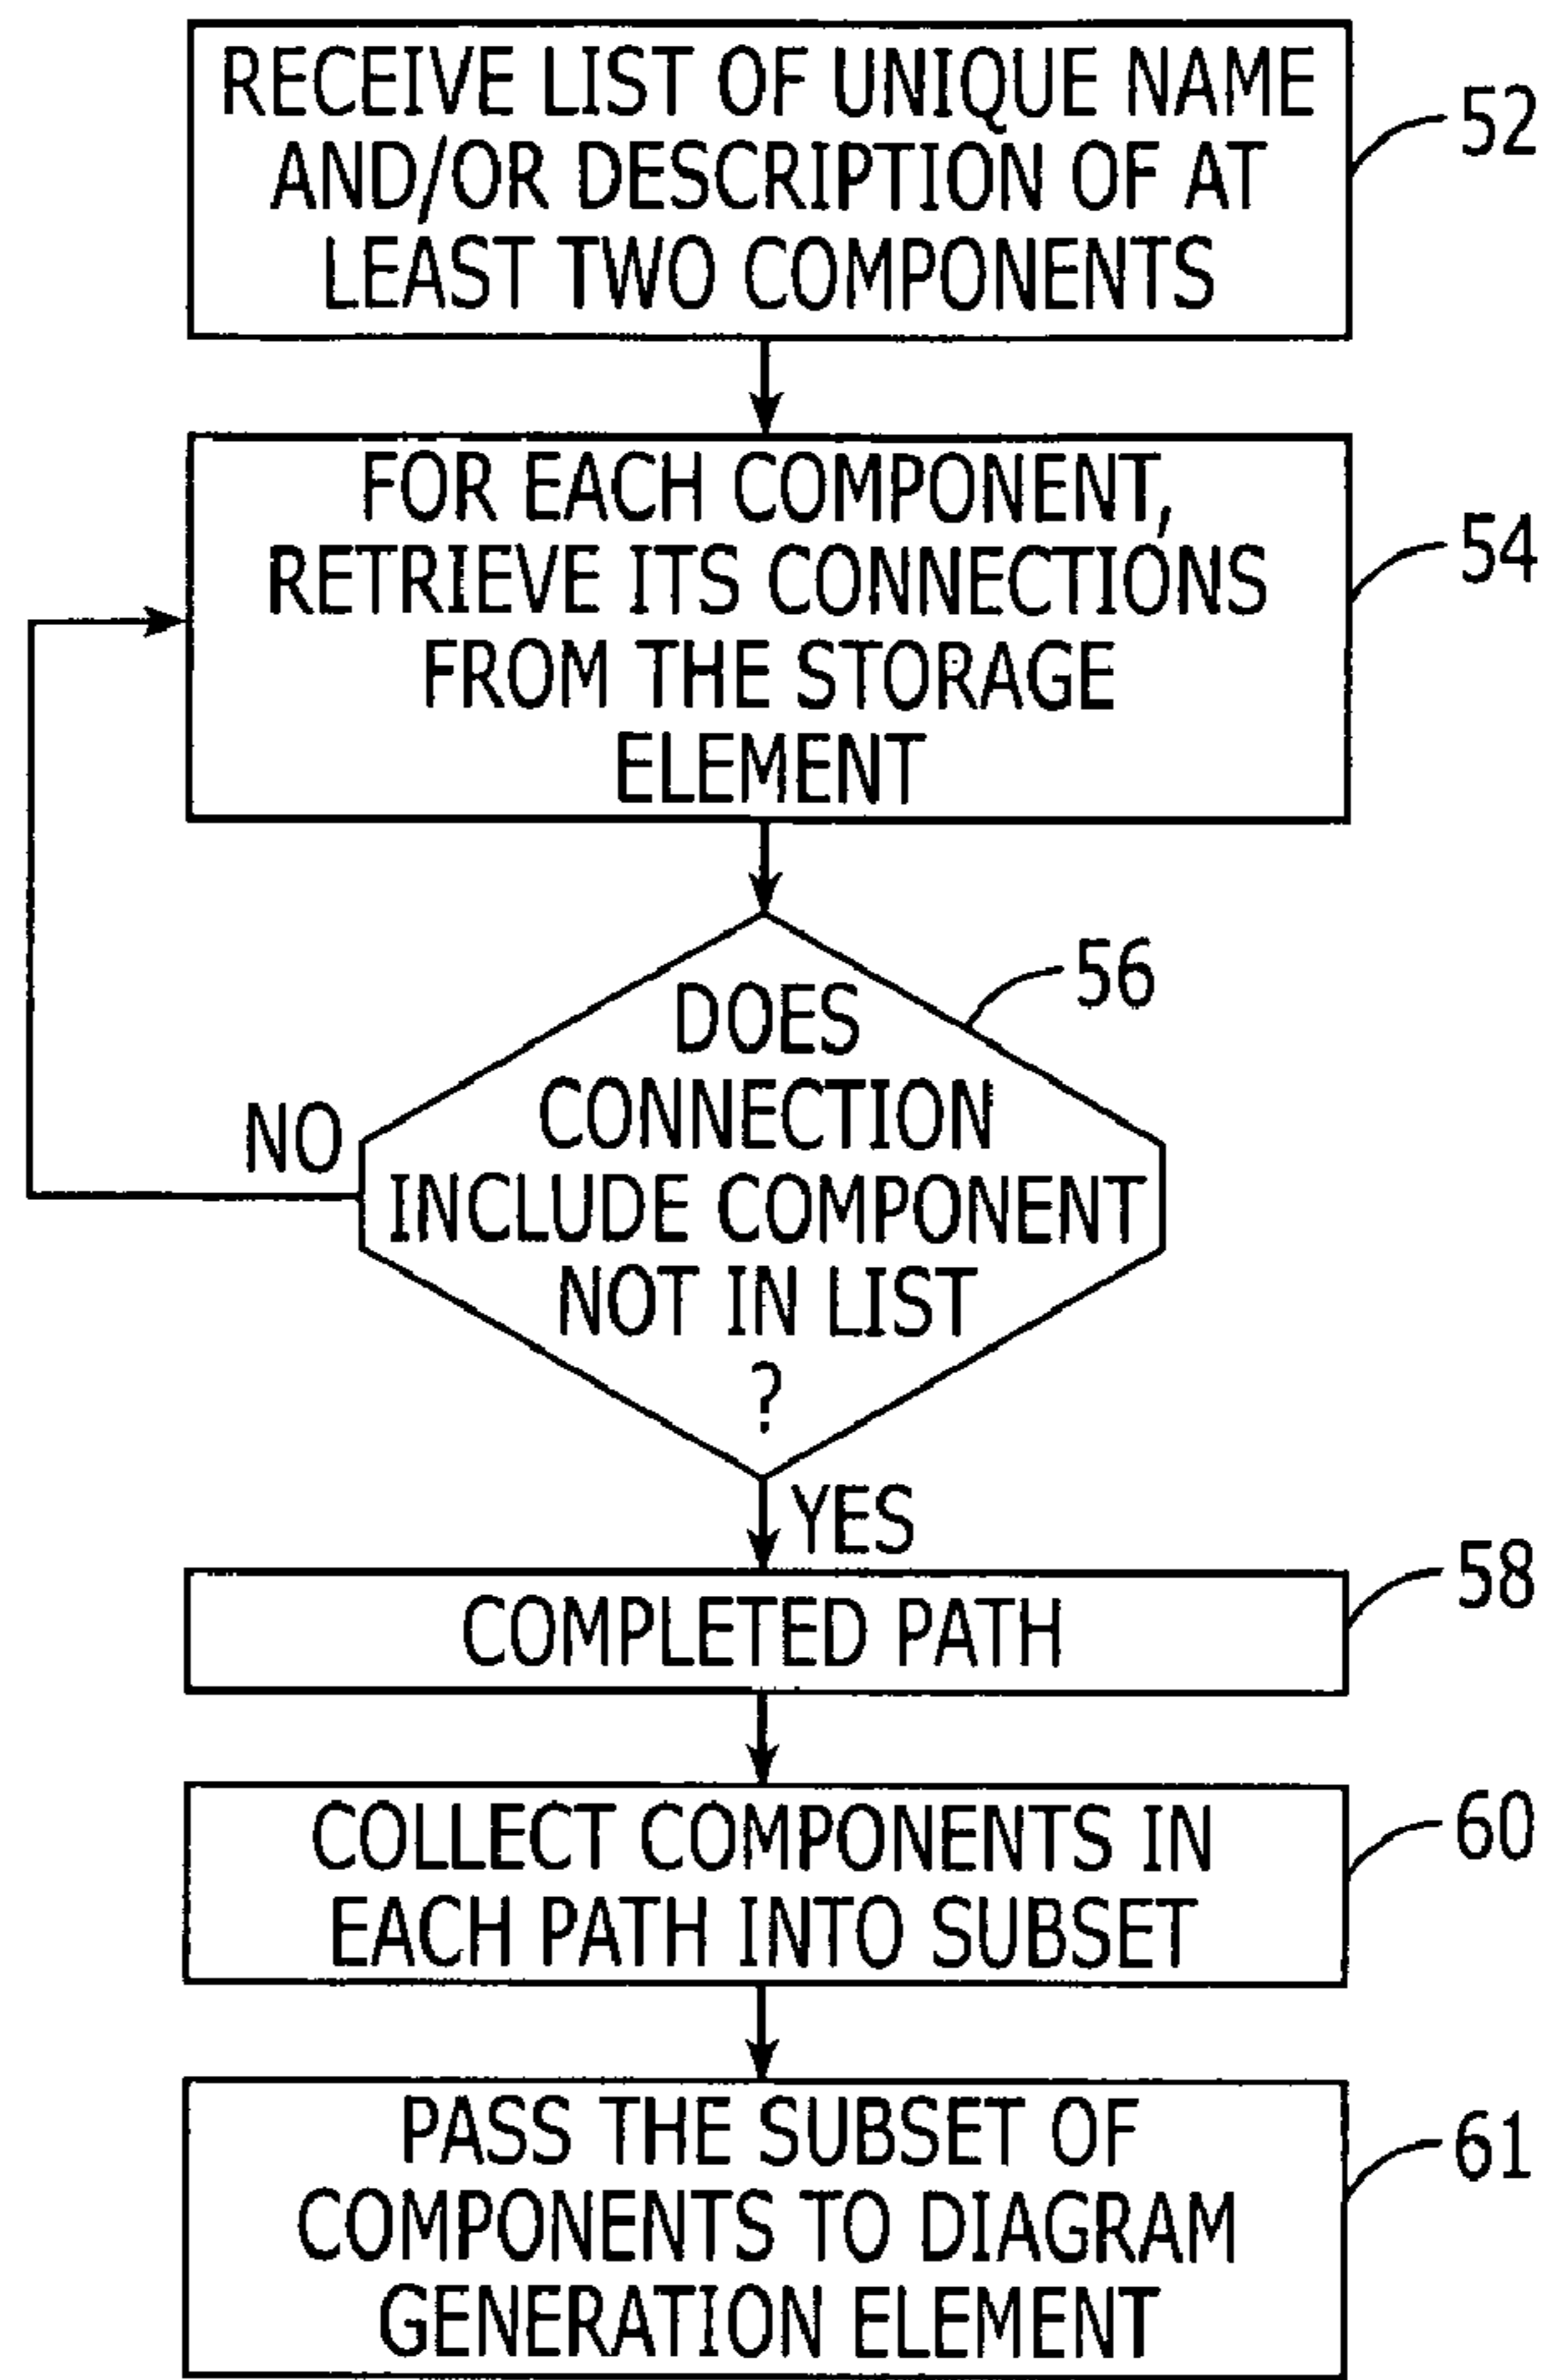 RECEIVE LIST OF UNIQUE NAME
AND/OR DESCRIPTION OF AT
LEAST TWO COMPONENTS
52
FOR EACH COMPONENT,
RETRIEVE ITS CONNECTIONS
FROM THE STORAGE
ELEMENT
54
DOES
CONNECTION
INCLUDE COMPONENT
NOT IN LIST
?
56
NO
YES
COMPLETED PATH
58
COLLECT COMPONENTS IN
EACH PATH INTO SUBSET
60
PASS THE SUBSET OF
COMPONENTS TO DIAGRAM
GENERATION ELEMENT
61